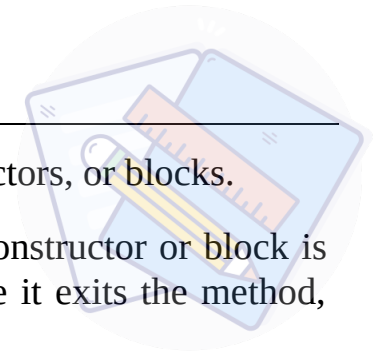 ctors, or blocks.
onstructor or block is
e it exits the method,